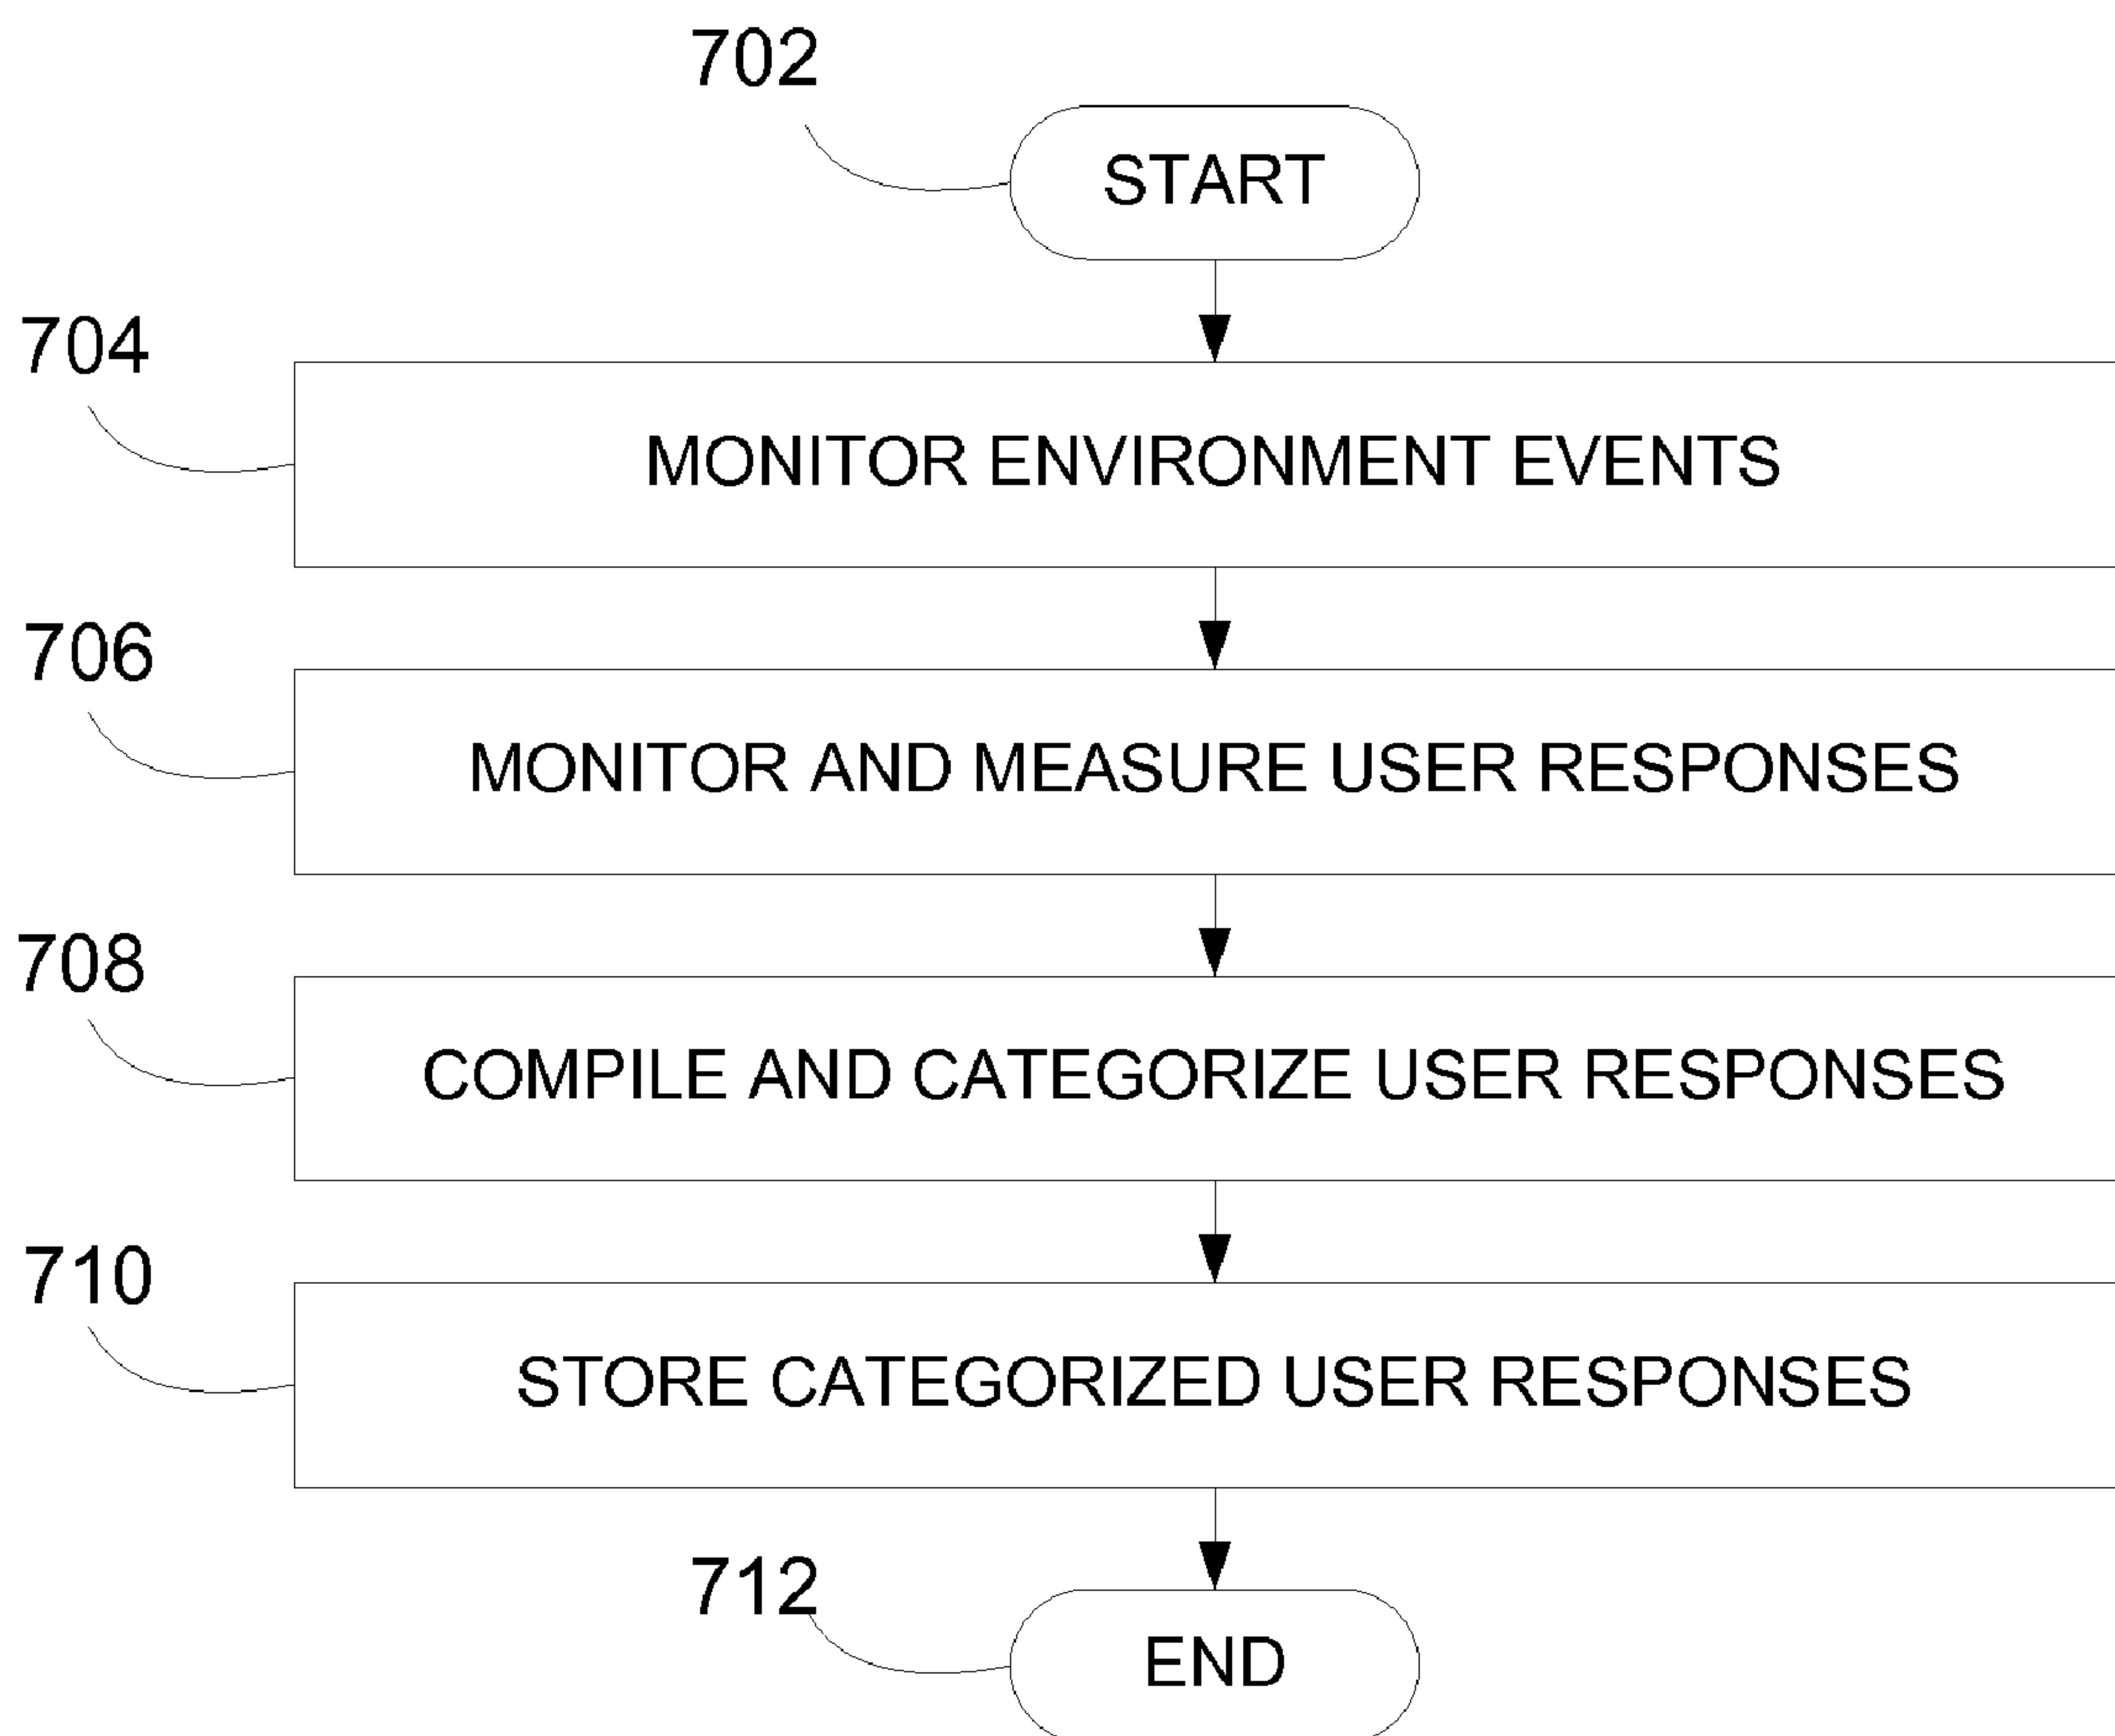 702
START
704
MONITOR ENVIRONMENT EVENTS
706
MONITOR AND MEASURE USER RESPONSES
708
COMPILE AND CATEGORIZE USER RESPONSES
710
STORE CATEGORIZED USER RESPONSES
712
END